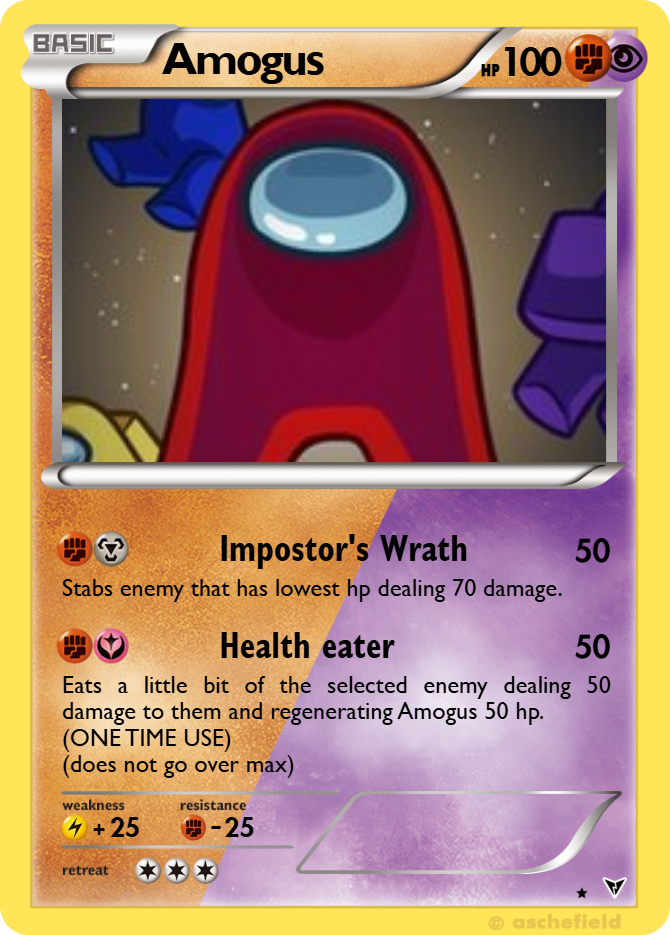 BASIC
Amogus
HP 100
Impostor's Wrath 50
Stabs enemy that has lowest hp dealing 70 damage.
Health eater 50
Eats a little bit of the selected enemy dealing 50
damage to them and regenerating Amogus 50 hp.
(ONE TIME USE)
(does not go over max)
weakness resistance
+ 25 - 25
retreat
© aschefield